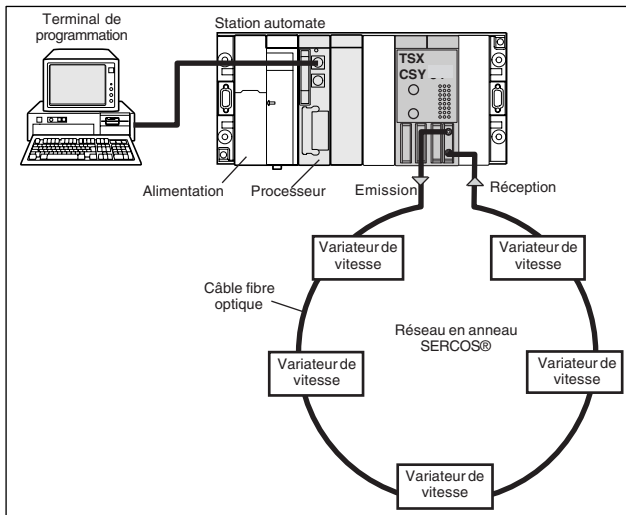 Terminal de
programmation
Station automate
TSX
CSY
Alimentation
Processeur
Emission
Réception
Variateur de
vitesse
Variateur de
vitesse
Câble fibre
optique
Réseau en anneau
SERCOS®
Variateur de
vitesse
Variateur de
vitesse
Variateur de
vitesse